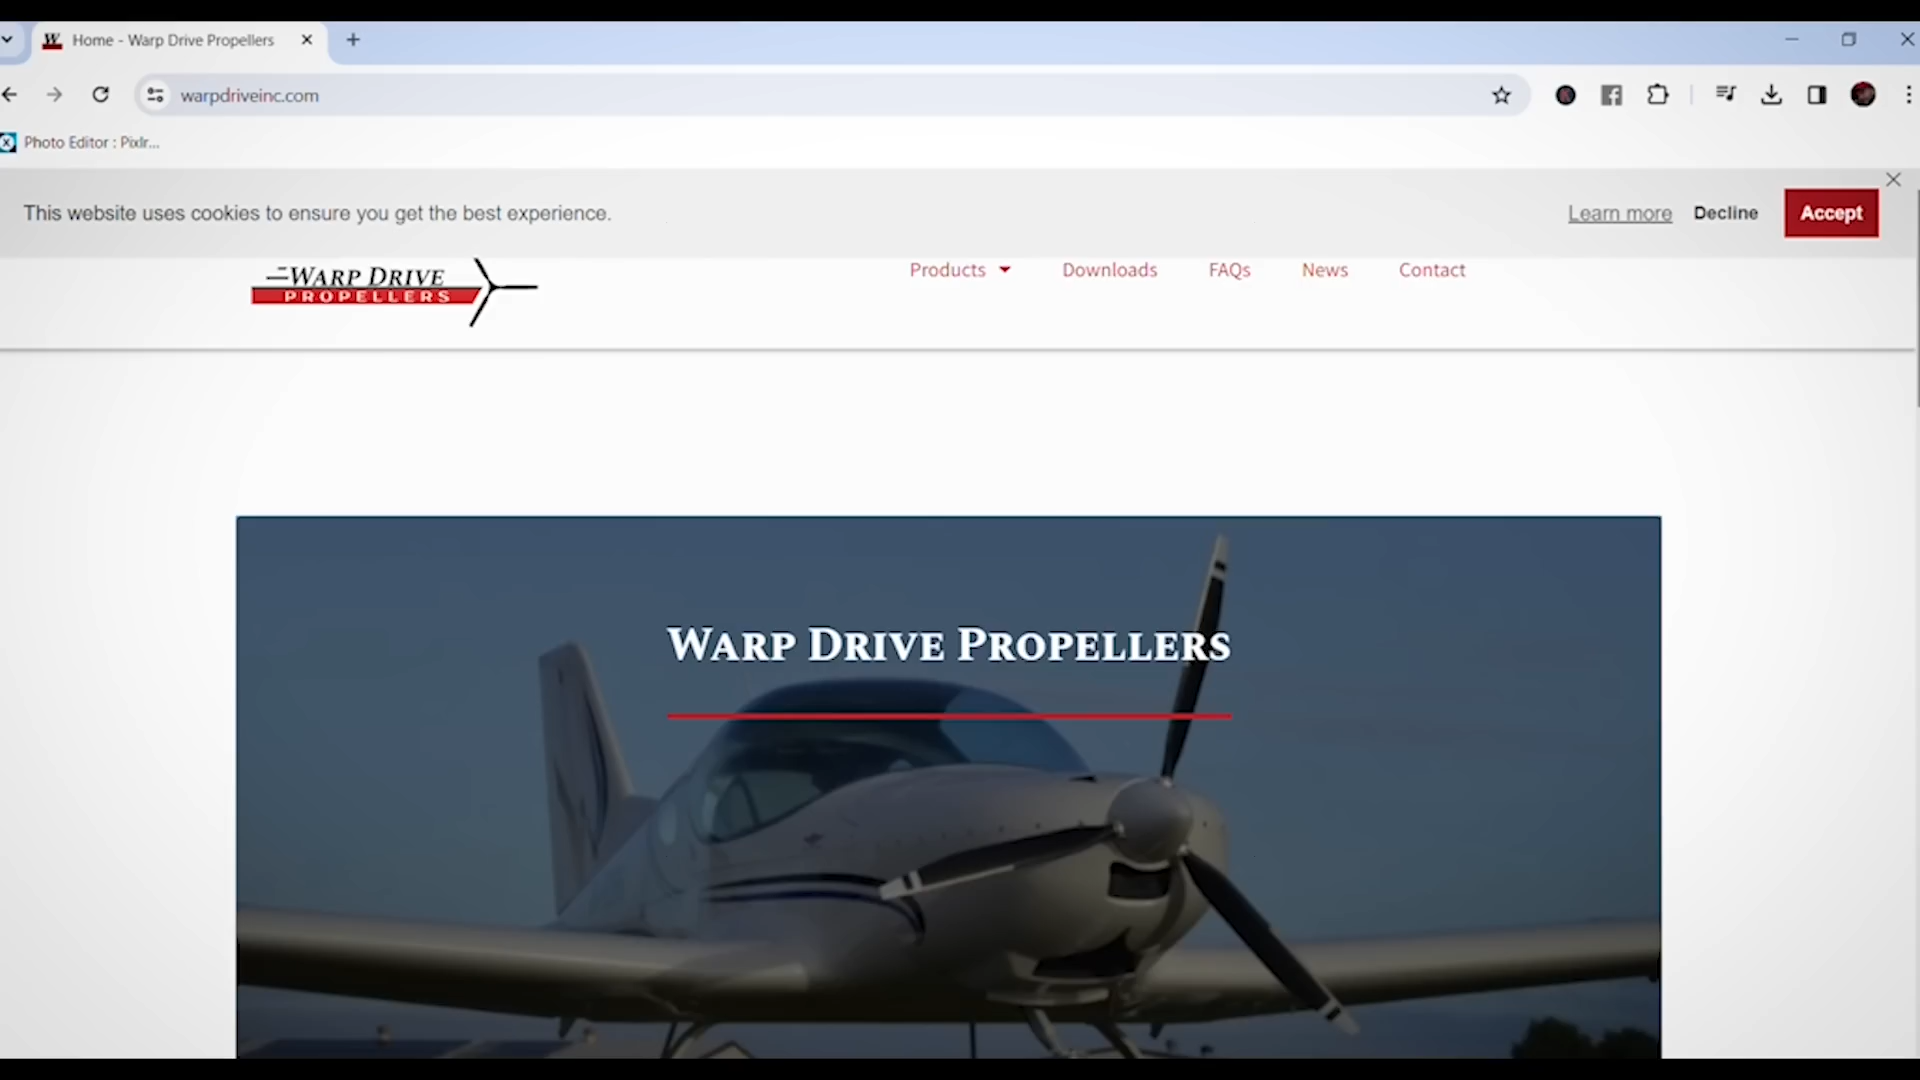 Home - Warp Drive Propellers
warpdriveinc.com
Photo Editor : Pixlr...
This website uses cookies to ensure you get the best experience.
Learn more
Decline
Accept
WARP DRIVE
PROPELLERS
Products
Downloads
FAQs
News
Contact
WARP DRIVE PROPELLERS